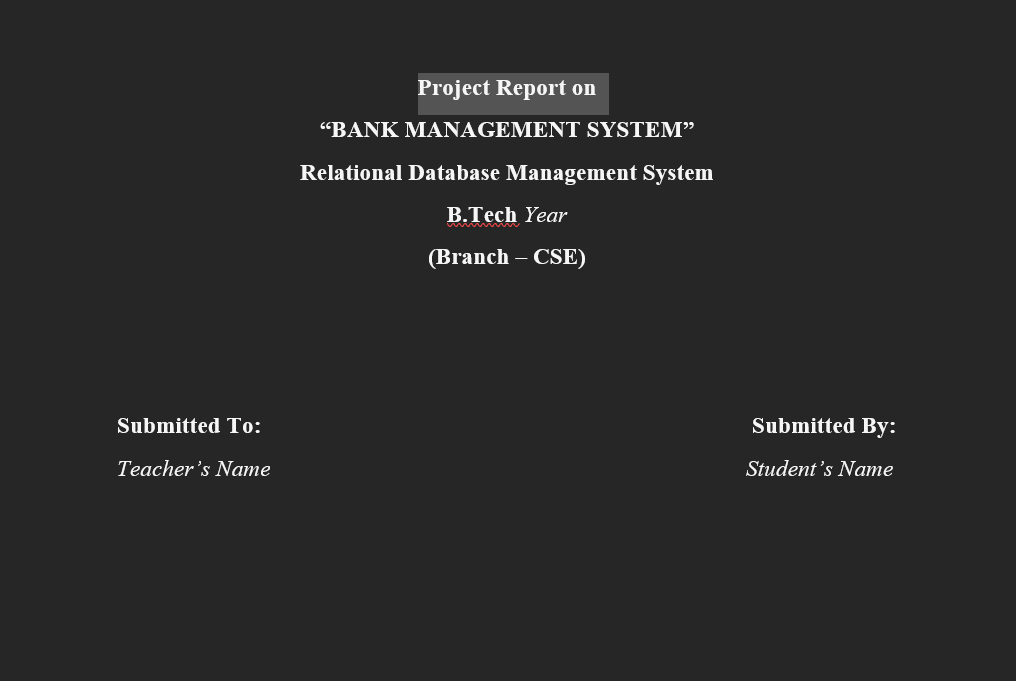 Project Report on
“BANK MANAGEMENT SYSTEM”
Relational Database Management System
B.Tech Year
(Branch – CSE)
Submitted To: Submitted By:
Teacher’s Name Student’s Name